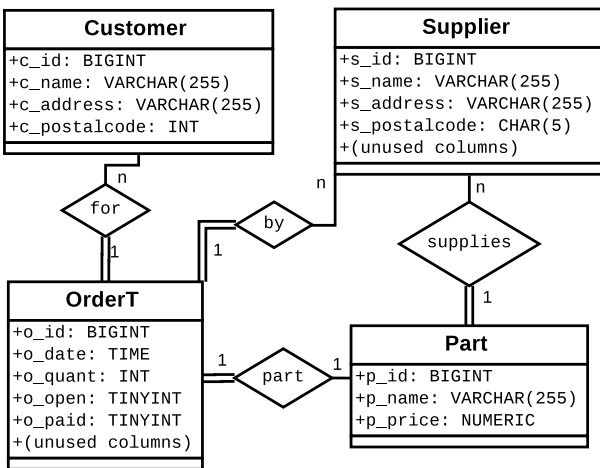 Customer
+c_id: BIGINT
+c_name: VARCHAR(255)
+c_address: VARCHAR(255)
+c_postalcode: INT
Supplier
+s_id: BIGINT
+s_name: VARCHAR(255)
+s_address: VARCHAR(255)
+s_postalcode: CHAR(5)
+(unused columns)
n
for
1
n
by
1
n
supplies
1
OrderT
+o_id: BIGINT
+o_date: TIME
+o_quant: INT
+o_open: TINYINT
+o_paid: TINYINT
+(unused columns)
1
part
1
Part
+p_id: BIGINT
+p_name: VARCHAR(255)
+p_price: NUMERIC